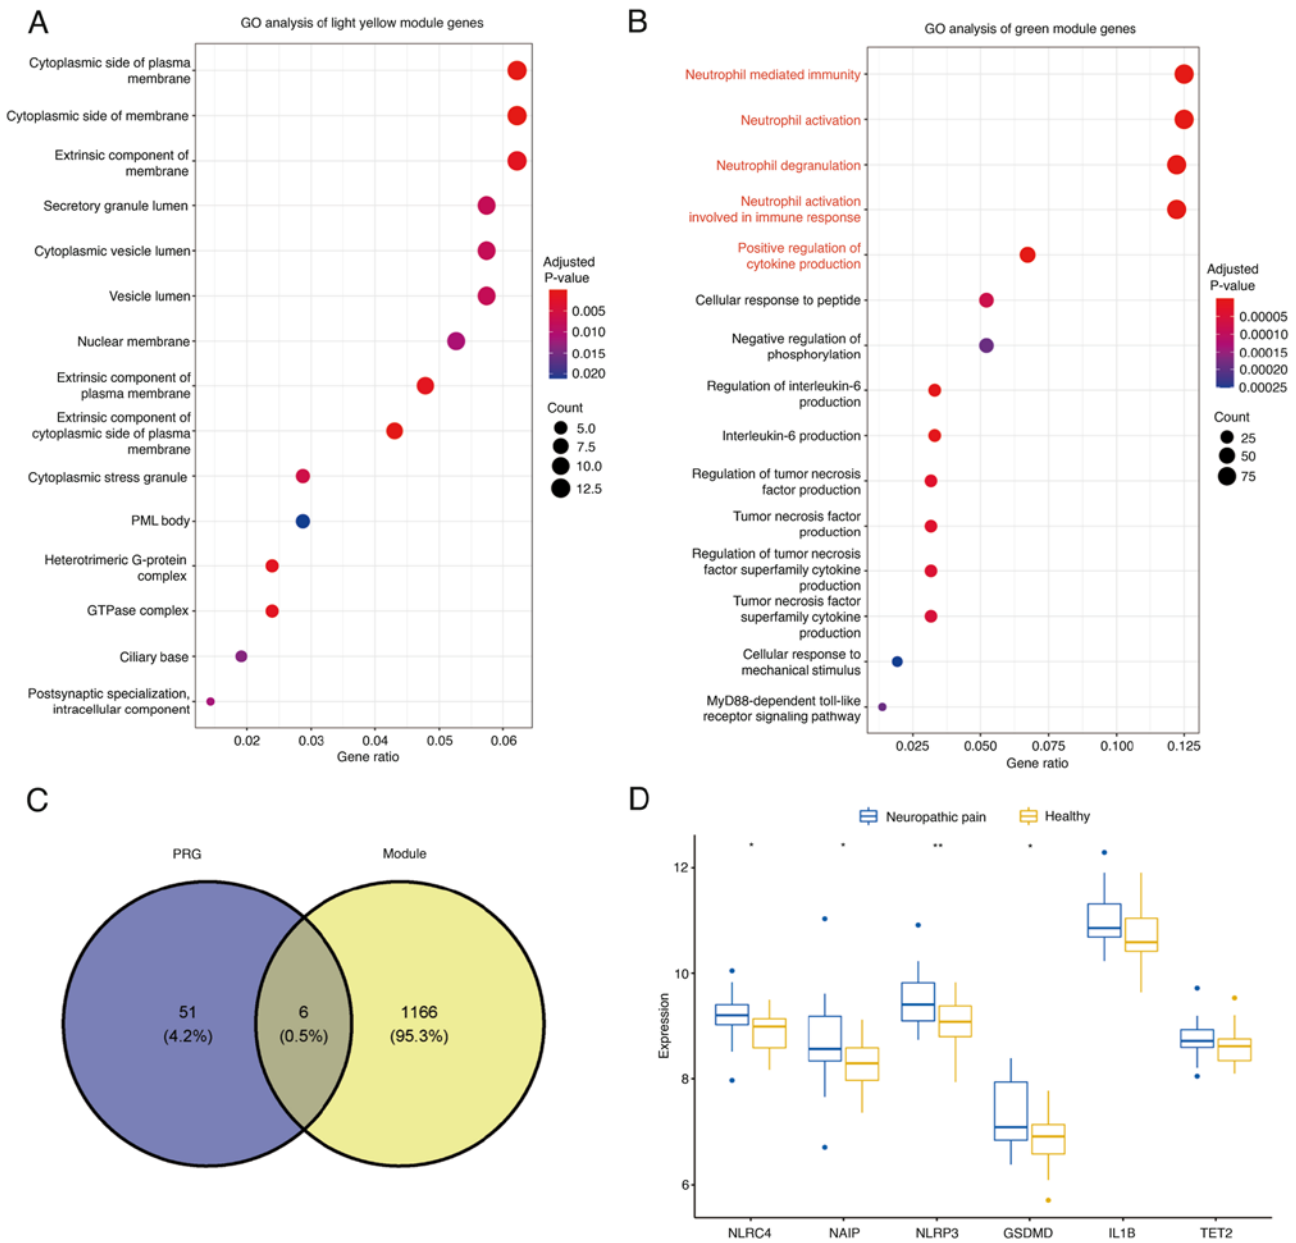 A
GO analysis of light yellow module genes
Cytoplasmic side of plasma
membrane
Cytoplasmic side of membrane
Extrinsic component of
membrane
Secretory granule lumen
Cytoplasmic vesicle lumen
Vesicle lumen
Nuclear membrane
Extrinsic component of
plasma membrane
Extrinsic component of
cytoplasmic side of plasma
membrane
Cytoplasmic stress granule
PML body
Heterotrimeric G-protein
complex
GTPase complex
Ciliary base
Postsynaptic specialization,
intracellular component
0.02 0.03 0.04 0.05 0.06
Gene ratio
Adjusted
P-value
0.005
0.010
0.015
0.020
Count
5.0
7.5
10.0
12.5
B
GO analysis of green module genes
Neutrophil mediated immunity
Neutrophil activation
Neutrophil degranulation
Neutrophil activation
involved in immune response
Positive regulation of
cytokine production
Cellular response to peptide
Negative regulation of
phosphorylation
Regulation of interleukin-6
production
Interleukin-6 production
Regulation of tumor necrosis
factor production
Tumor necrosis factor
production
Regulation of tumor necrosis
factor superfamily cytokine
production
Tumor necrosis factor
superfamily cytokine
production
Cellular response to
mechanical stimulus
MyD88-dependent toll-like
receptor signaling pathway
0.025 0.050 0.075 0.100 0.125
Gene ratio
Adjusted
P-value
0.00005
0.00010
0.00015
0.00020
0.00025
Count
25
50
75
C
PRG Module
51 6 1166
(4.2%) (0.5%) (95.3%)
D
Neuropathic pain Healthy
* * ** *
12
10
8
6
Expression
NLRC4 NAIP NLRP3 GSDMD IL1B TET2